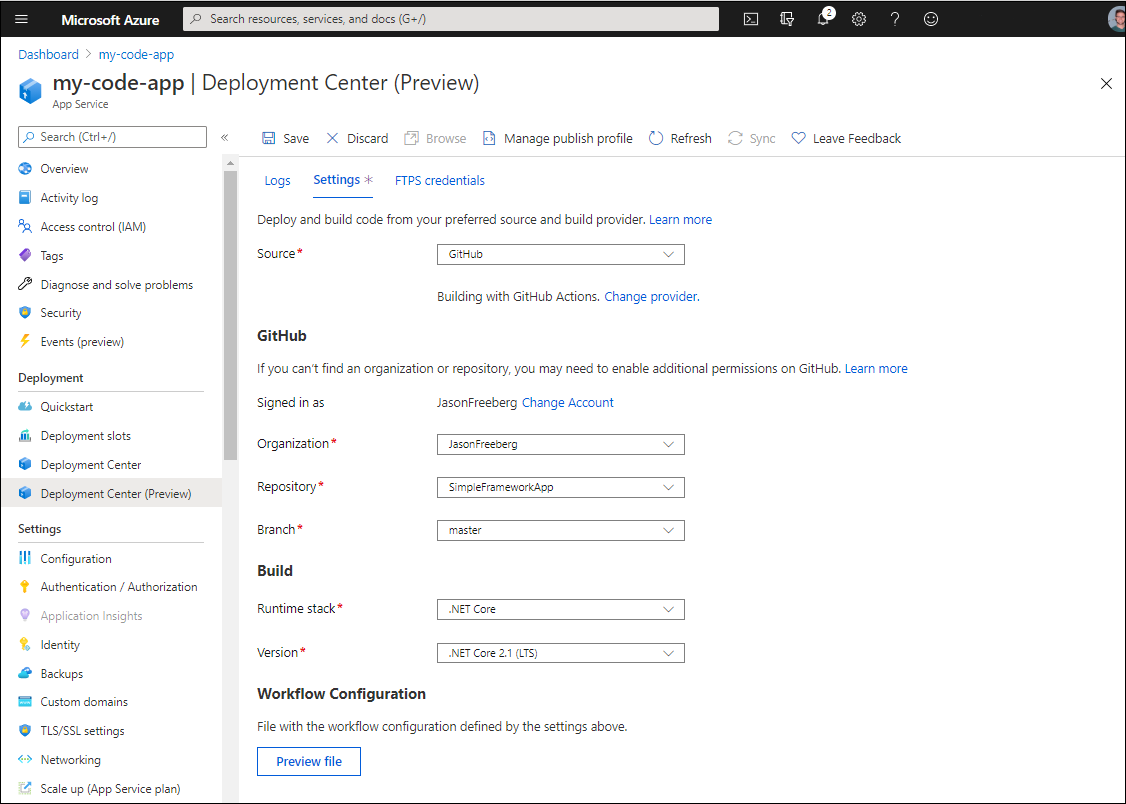 Microsoft Azure
Search resources, services, and docs (G+/)
2
Dashboard > my-code-app
my-code-app | Deployment Center (Preview)
App Service
Search (Ctrl+/)
«
Overview
Activity log
Access control (IAM)
Tags
Diagnose and solve problems
Security
Events (preview)
Deployment
Quickstart
Deployment slots
Deployment Center
Deployment Center (Preview)
Settings
Configuration
Authentication / Authorization
Application Insights
Identity
Backups
Custom domains
TLS/SSL settings
Networking
Scale up (App Service plan)
Save Discard Browse Manage publish profile Refresh Sync Leave Feedback
Logs Settings * FTPS credentials
Deploy and build code from your preferred source and build provider. Learn more
Source* GitHub
Building with GitHub Actions. Change provider.
GitHub
If you can't find an organization or repository, you may need to enable additional permissions on GitHub. Learn more
Signed in as JasonFreeberg Change Account
Organization* JasonFreeberg
Repository* SimpleFrameworkApp
Branch* master
Build
Runtime stack* .NET Core
Version* .NET Core 2.1 (LTS)
Workflow Configuration
File with the workflow configuration defined by the settings above.
Preview file